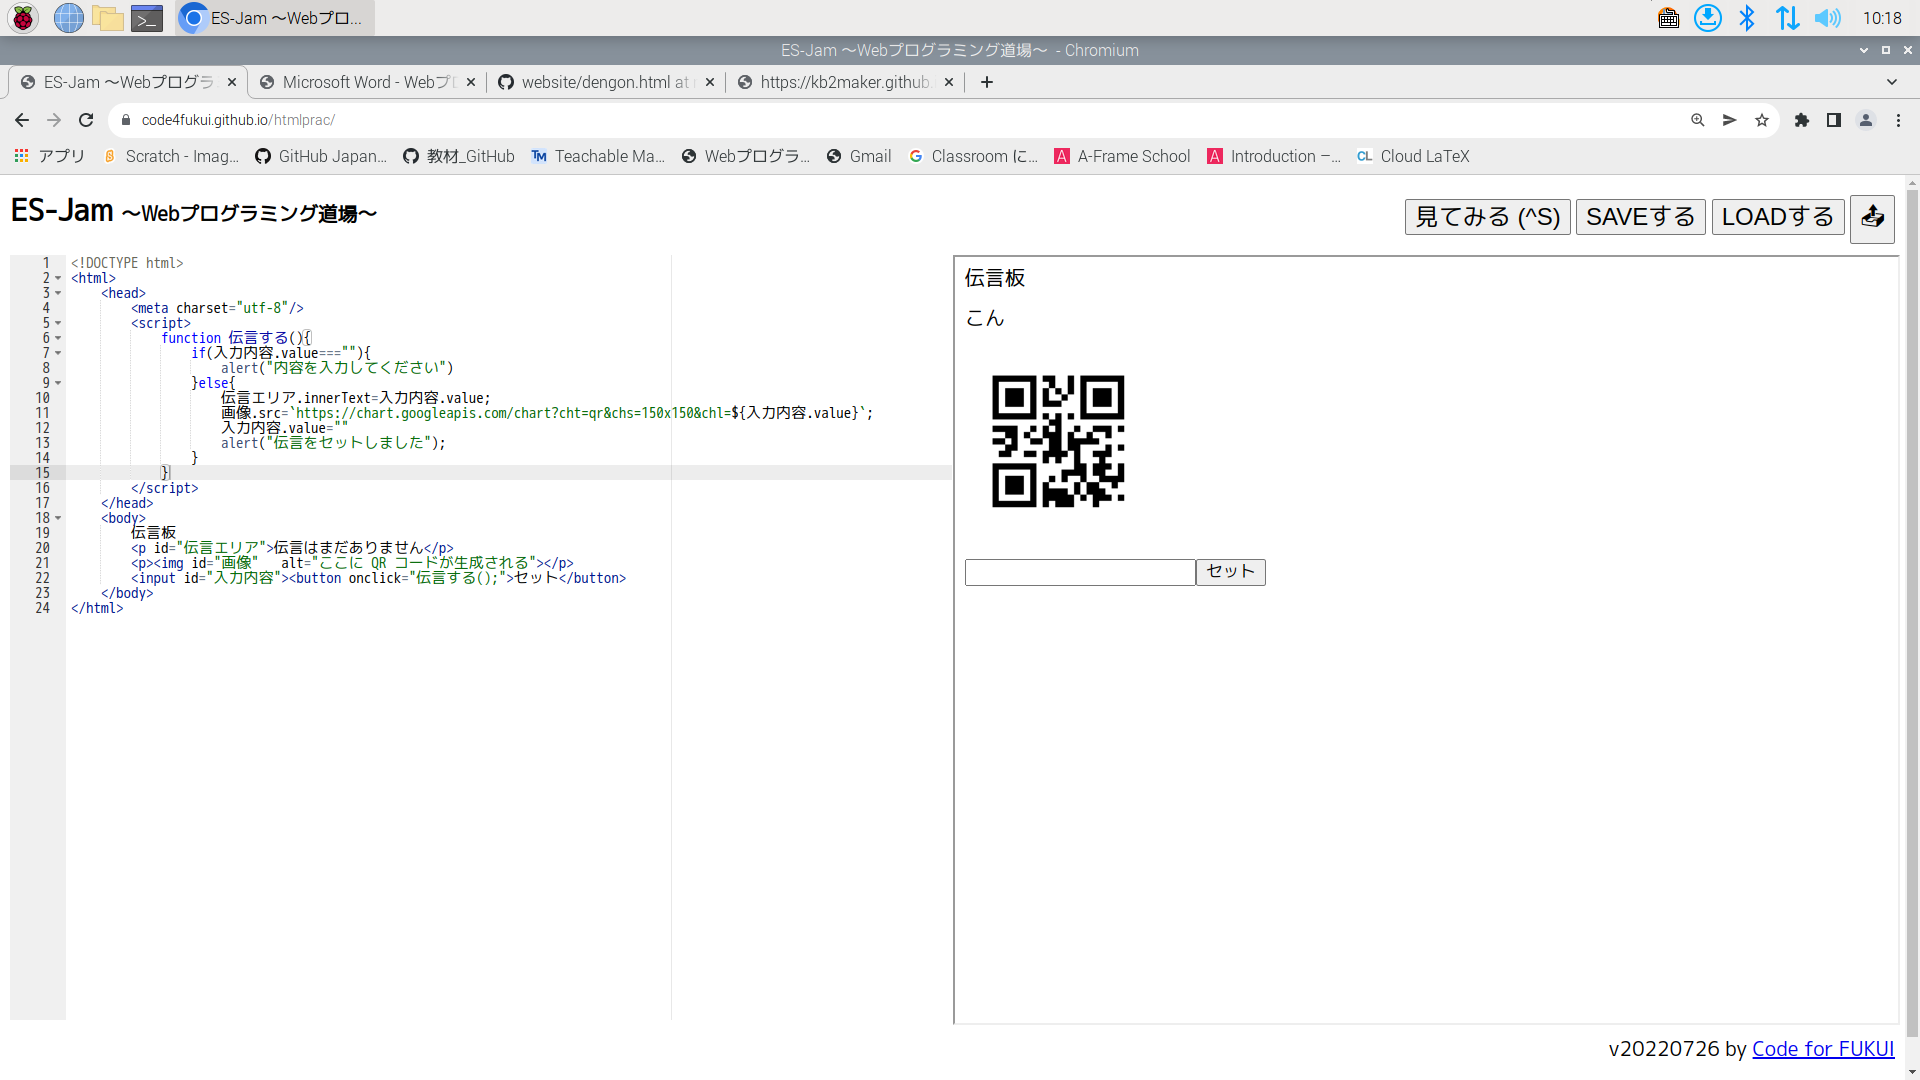 ES-Jam 〜Webプロ...
10:18
ES-Jam 〜Webプログラミング道場〜 - Chromium
ES-Jam 〜Webプログラ
Microsoft Word - Webプロ
website/dengon.html at
https://kb2maker.github.
code4fukui.github.io/htmlprac/
アプリ
Scratch - Imag...
GitHub Japan...
教材_GitHub
Teachable Ma...
Webプログラ...
Gmail
Classroom に...
A-Frame School
Introduction –...
Cloud LaTeX
ES-Jam 〜Webプログラミング道場〜
見てみる (^S)
SAVEする
LOADする
1 <!DOCTYPE html>
2 <html>
3 <head>
4 <meta charset="utf-8"/>
5 <script>
6 function 伝言する(){
7 if(入力内容.value===""){
8 alert("内容を入力してください")
9 }else{
10 伝言エリア.innerText=入力内容.value;
11 画像.src=`https://chart.googleapis.com/chart?cht=qr&chs=150x150&chl=${入力内容.value}`;
12 入力内容.value=""
13 alert("伝言をセットしました");
14 }
15 }
16 </script>
17 </head>
18 <body>
19 伝言板
20 <p id="伝言エリア">伝言はまだありません</p>
21 <p><img id="画像" alt="ここに QR コードが生成される"></p>
22 <input id="入力内容"><button onclick="伝言する();">セット</button>
23 </body>
24 </html>
伝言板
こん
セット
v20220726 by Code for FUKUI